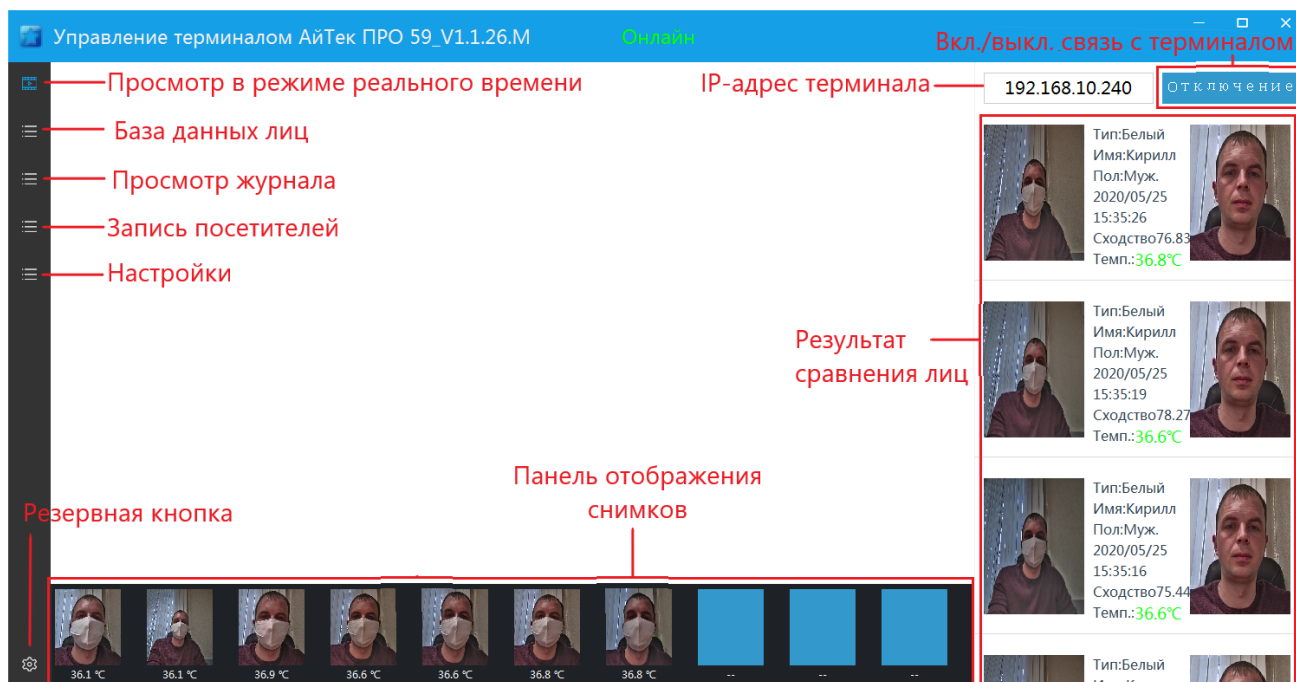 Управление терминалом АйТек ПРО 59_V1.1.26.M
Онлайн
Вкл./выкл. связь с терминалом
Просмотр в режиме реального времени
IP-адрес терминала
192.168.10.240
Отключение
База данных лиц
Просмотр журнала
Запись посетителей
Настройки
Тип:Белый
Имя:Кирилл
Пол:Муж.
2020/05/25
15:35:26
Сходство76.83
Темп.:36.8℃
Результат
сравнения лиц
Тип:Белый
Имя:Кирилл
Пол:Муж.
2020/05/25
15:35:19
Сходство78.27
Темп.:36.6℃
Панель отображения
снимков
Резервная кнопка
Тип:Белый
Имя:Кирилл
Пол:Муж.
2020/05/25
15:35:16
Сходство75.44
Темп.:36.6℃
Тип:Белый
36.1 ℃ 36.1 ℃ 36.9 ℃ 36.6 ℃ 36.6 ℃ 36.8 ℃ 36.8 ℃ -- -- --